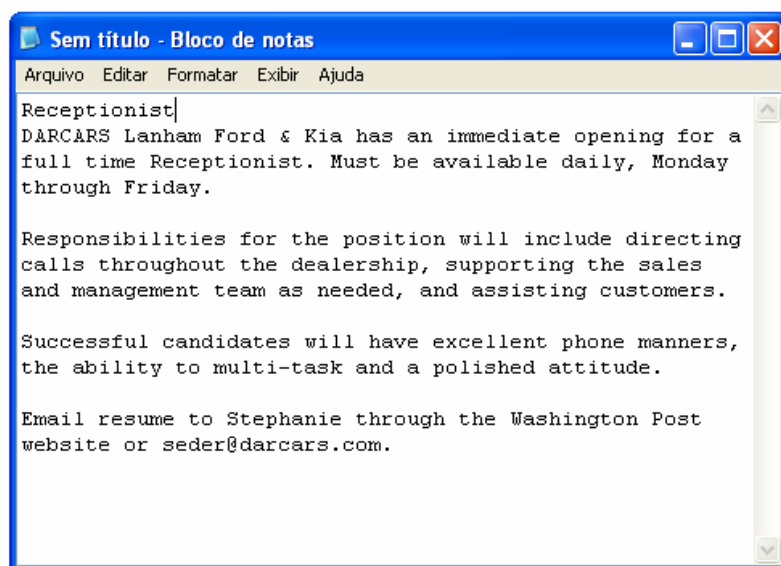 Sem título - Bloco de notas
Arquivo Editar Formatar Exibir Ajuda
Receptionist
DARCARS Lanham Ford & Kia has an immediate opening for a
full time Receptionist. Must be available daily, Monday
through Friday.
Responsibilities for the position will include directing
calls throughout the dealership, supporting the sales
and management team as needed, and assisting customers.
Successful candidates will have excellent phone manners,
the ability to multi-task and a polished attitude.
Email resume to Stephanie through the Washington Post
website or seder@darcars.com.